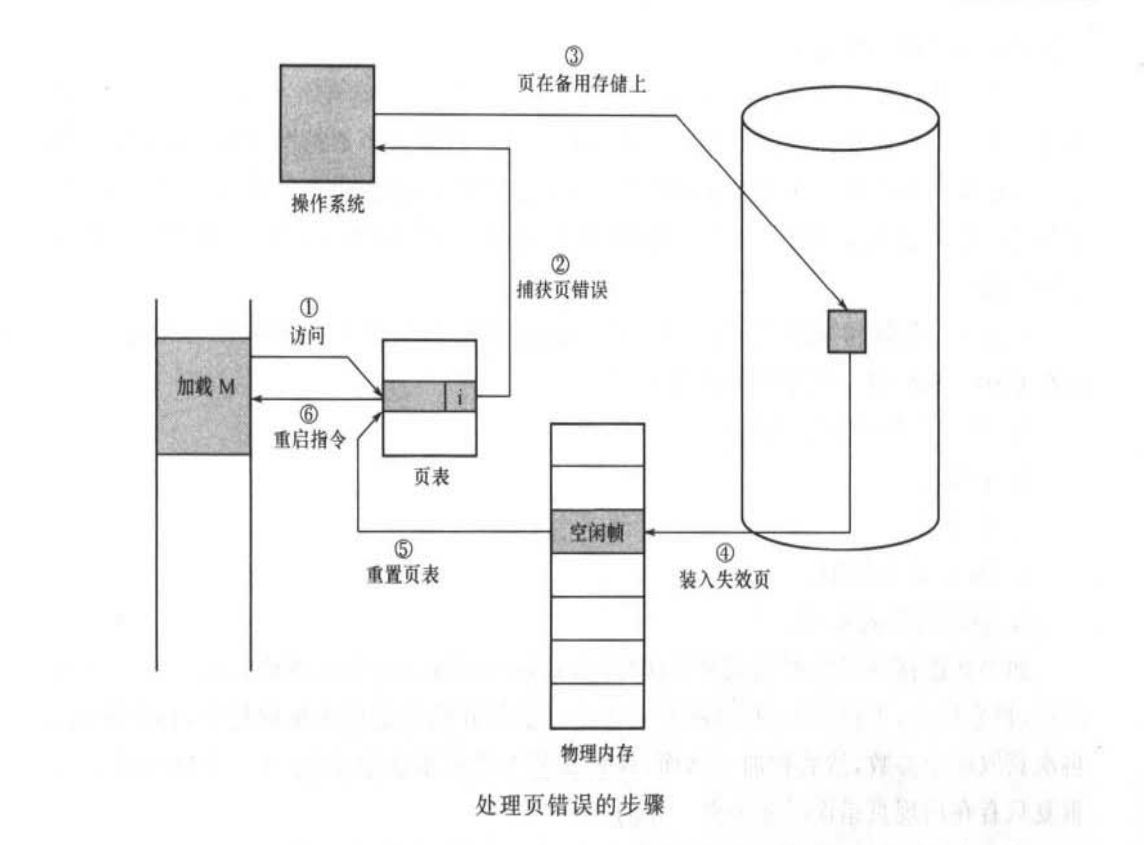 ③
页在备用存储上
操作系统
②
捕获页错误
①
访问
加载 M
i
⑥
重启指令
页表
空闲帧
⑤
重置页表
④
装入失效页
物理内存
处理页错误的步骤